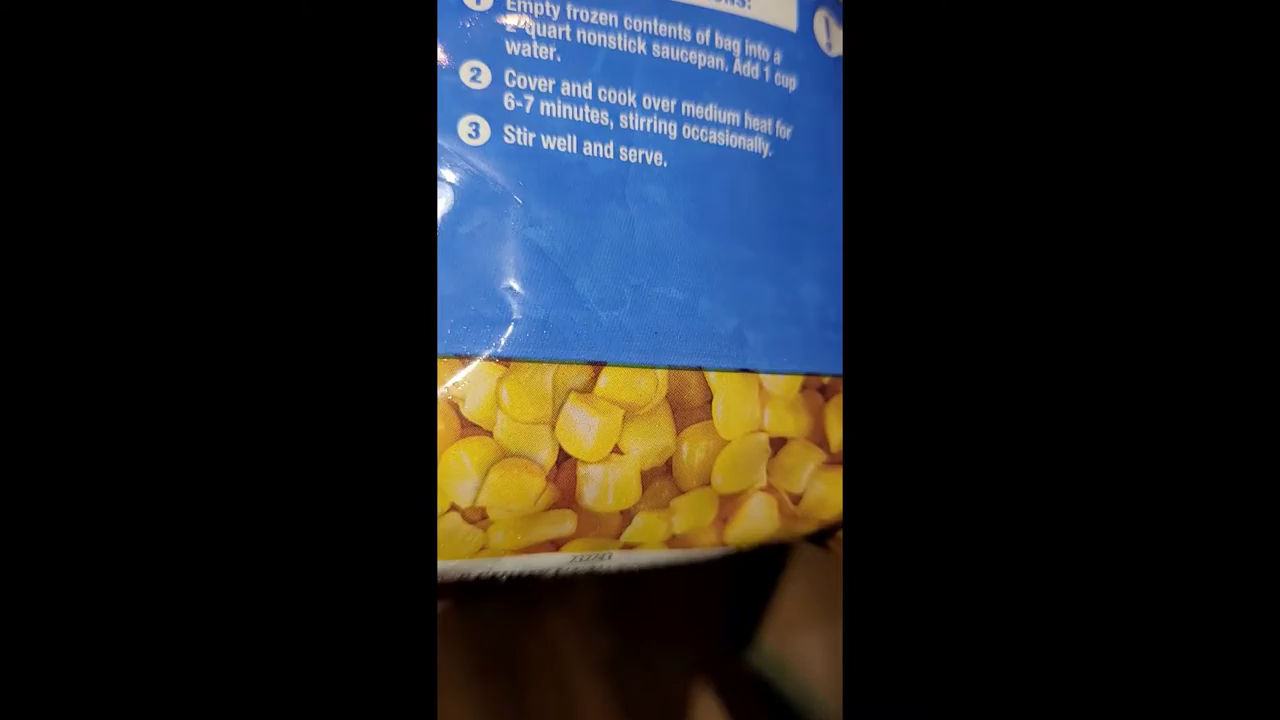 1 Empty frozen contents of bag into a
2-quart nonstick saucepan. Add 1 cup
water.
2 Cover and cook over medium heat for
6-7 minutes, stirring occasionally.
3 Stir well and serve.